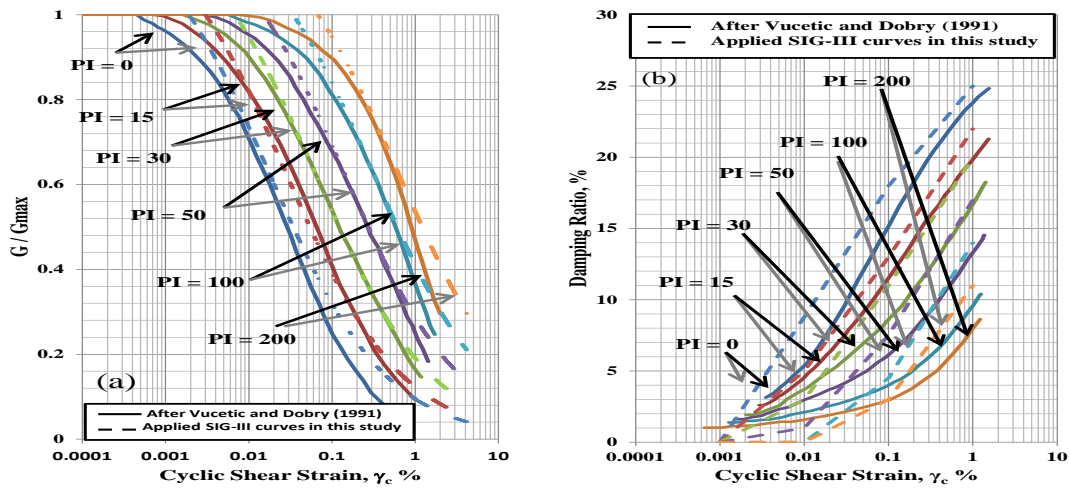 1
0.8
0.6
0.4
0.2
0
G / Gmax
PI = 0
PI = 15
PI = 30
PI = 50
PI = 100
PI = 200
(a)
After Vucetic and Dobry (1991)
Applied SIG-III curves in this study
0.0001 0.001 0.01 0.1 1 10
Cyclic Shear Strain, γc %
30
25
20
15
10
5
0
Damping Ratio, %
After Vucetic and Dobry (1991)
Applied SIG-III curves in this study
(b)
PI = 200
PI = 100
PI = 50
PI = 30
PI = 15
PI = 0
0.0001 0.001 0.01 0.1 1 10
Cyclic Shear Strain, γc %